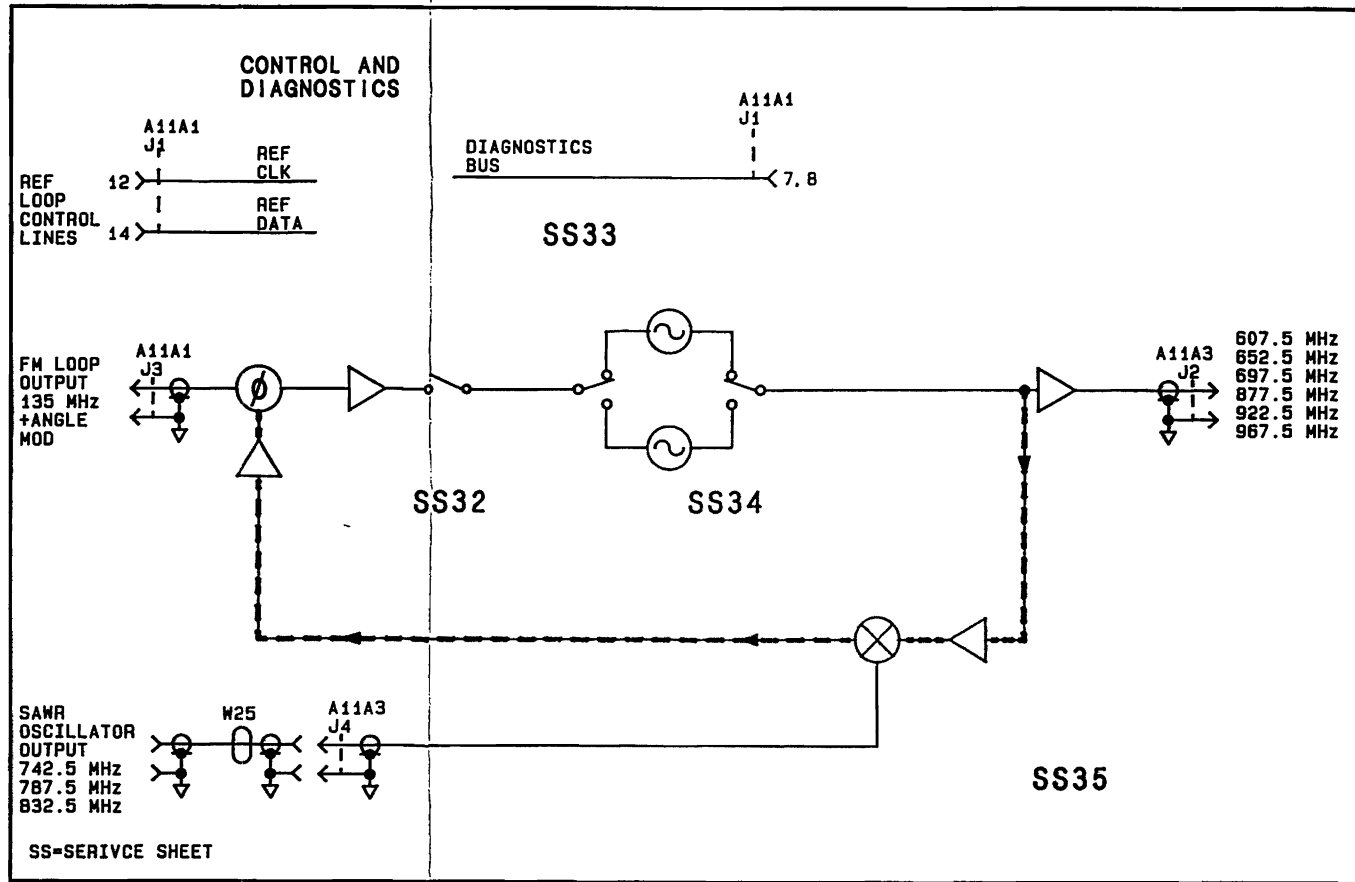 CONTROL AND
DIAGNOSTICS
A11A1
J1
REF
LOOP
CONTROL
LINES
12
REF
CLK
14
REF
DATA
DIAGNOSTICS
BUS
A11A1
J1
7, 8
SS33
FM LOOP
OUTPUT
135 MHz
+ANGLE
MOD
A11A1
J3
ϕ
A11A3
J2
607.5 MHz
652.5 MHz
697.5 MHz
877.5 MHz
922.5 MHz
967.5 MHz
SS32
SS34
SAWR
OSCILLATOR
OUTPUT
742.5 MHz
787.5 MHz
832.5 MHz
W25
A11A3
J4
SS35
SS=SERIVCE SHEET